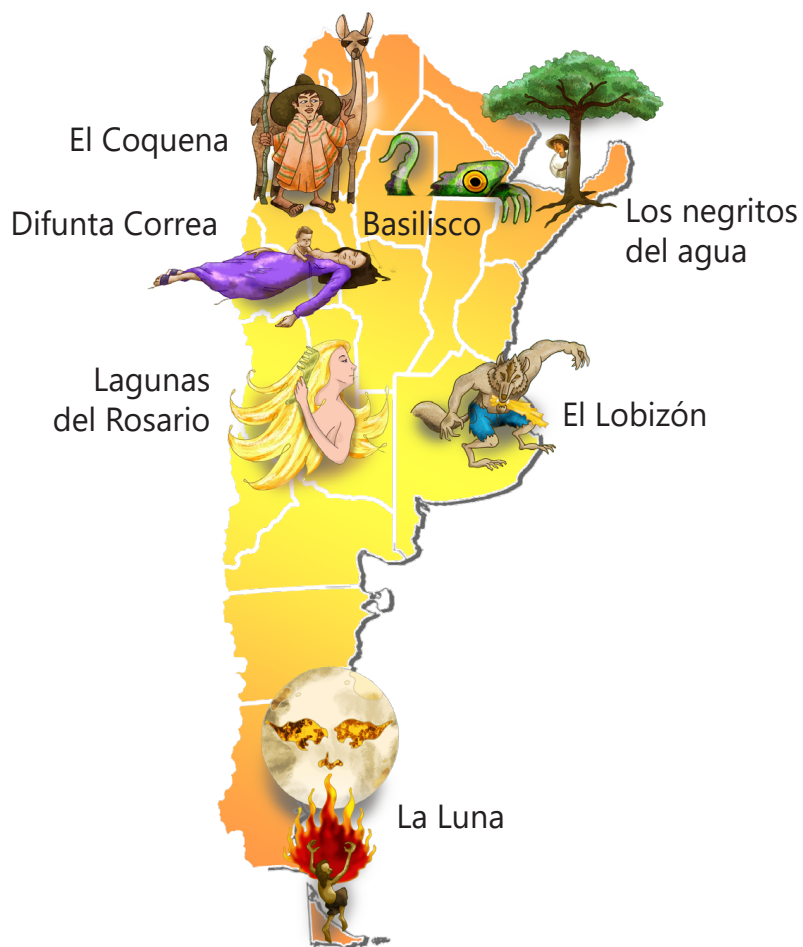 El Coquena
Difunta Correa
Basilisco
Los negritos
del agua
Lagunas
del Rosario
El Lobizón
La Luna